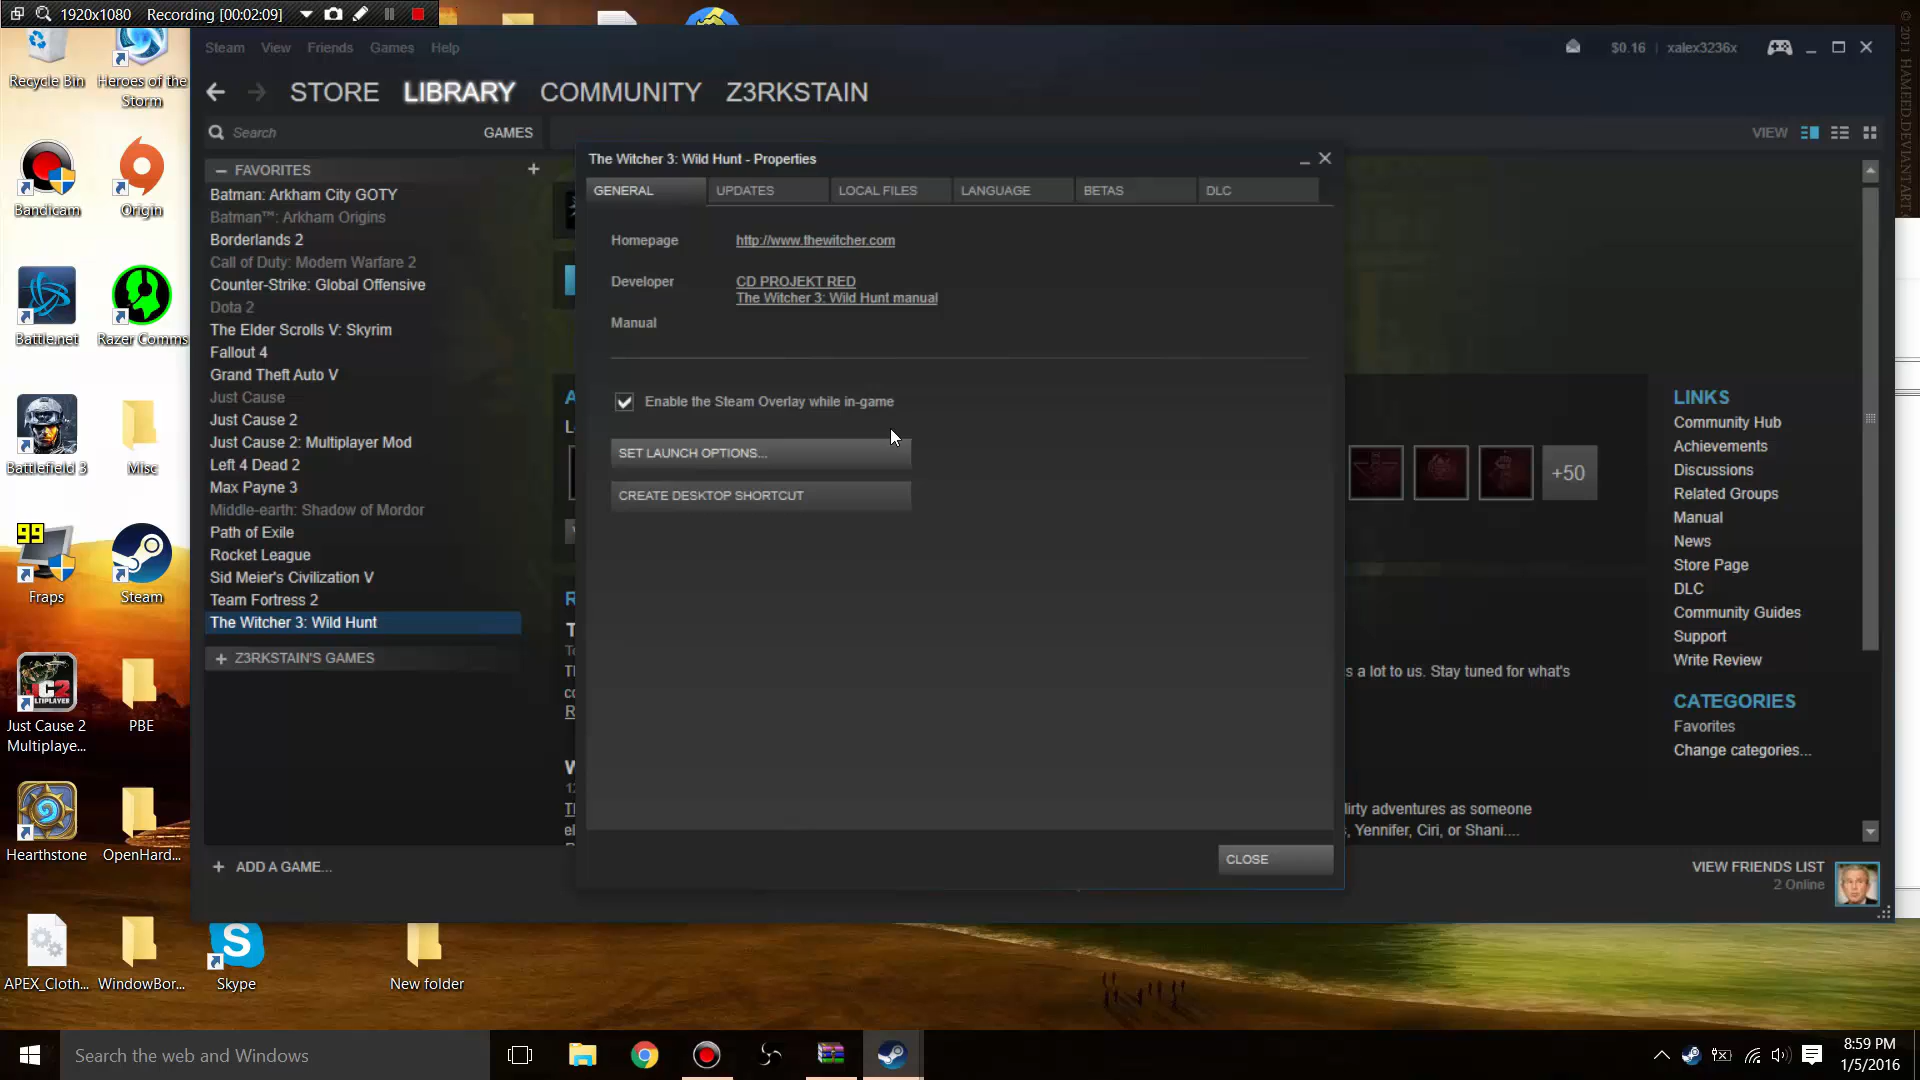 1920x1080 Recording [00:02:09]
© 2011 HAMEED.DEVIANTART.
Steam View Friends Games Help
$0.16 | xalex3236x
STORE LIBRARY COMMUNITY Z3RKSTAIN
Search
GAMES
VIEW
Recycle Bin
Heroes of the
Storm
Bandicam
Origin
Battle.net
Razer Comms
Battlefield 3
Misc
99
Fraps
Steam
JC2
Just Cause 2
Multiplaye...
PBE
Hearthstone
OpenHard...
APEX_Cloth...
WindowBor...
Skype
New folder
— FAVORITES +
Batman: Arkham City GOTY
Batman™: Arkham Origins
Borderlands 2
Call of Duty: Modern Warfare 2
Counter-Strike: Global Offensive
Dota 2
The Elder Scrolls V: Skyrim
Fallout 4
Grand Theft Auto V
Just Cause
Just Cause 2
Just Cause 2: Multiplayer Mod
Left 4 Dead 2
Max Payne 3
Middle-earth: Shadow of Mordor
Path of Exile
Rocket League
Sid Meier's Civilization V
Team Fortress 2
The Witcher 3: Wild Hunt
+ Z3RKSTAIN'S GAMES
+ ADD A GAME...
The Witcher 3: Wild Hunt - Properties
GENERAL UPDATES LOCAL FILES LANGUAGE BETAS DLC
Homepage http://www.thewitcher.com
Developer CD PROJEKT RED
The Witcher 3: Wild Hunt manual
Manual
Enable the Steam Overlay while in-game
SET LAUNCH OPTIONS...
CREATE DESKTOP SHORTCUT
CLOSE
+50
s a lot to us. Stay tuned for what's
dirty adventures as someone
, Yennifer, Ciri, or Shani....
LINKS
Community Hub
Achievements
Discussions
Related Groups
Manual
News
Store Page
DLC
Community Guides
Support
Write Review
CATEGORIES
Favorites
Change categories...
VIEW FRIENDS LIST
2 Online
Search the web and Windows
8:59 PM
1/5/2016